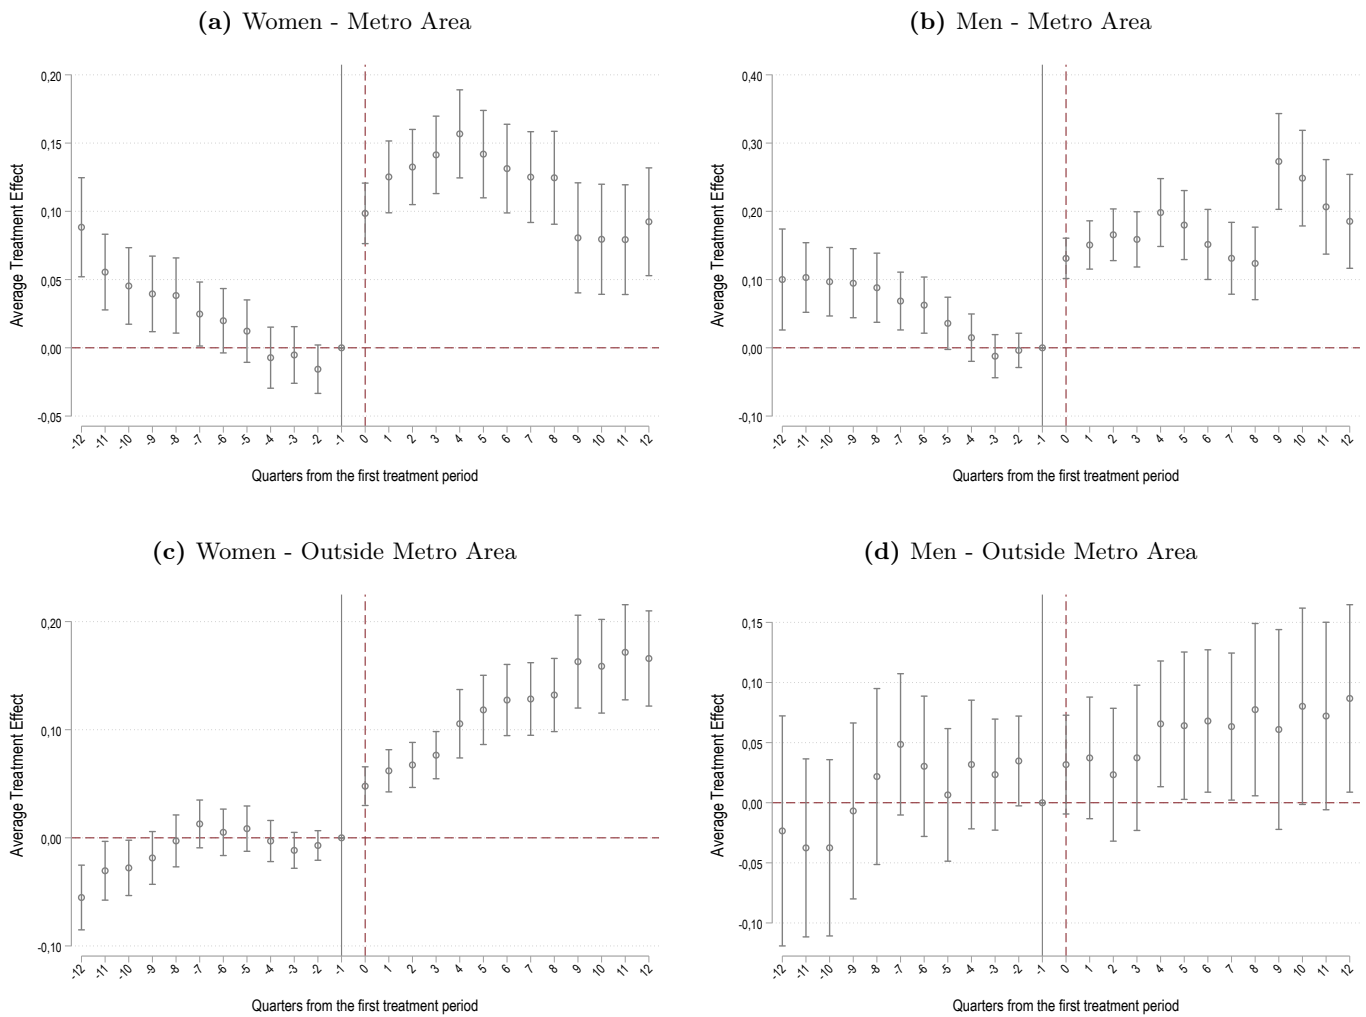 (a) Women - Metro Area
0,20
0,15
0,10
0,05
0,00
-0,05
Average Treatment Effect
-12 -11 -10 -9 -8 -7 -6 -5 -4 -3 -2 -1 0 1 2 3 4 5 6 7 8 9 10 11 12
Quarters from the first treatment period
(b) Men - Metro Area
0,40
0,30
0,20
0,10
0,00
-0,10
Average Treatment Effect
-12 -11 -10 -9 -8 -7 -6 -5 -4 -3 -2 -1 0 1 2 3 4 5 6 7 8 9 10 11 12
Quarters from the first treatment period
(c) Women - Outside Metro Area
0,20
0,10
0,00
-0,10
Average Treatment Effect
-12 -11 -10 -9 -8 -7 -6 -5 -4 -3 -2 -1 0 1 2 3 4 5 6 7 8 9 10 11 12
Quarters from the first treatment period
(d) Men - Outside Metro Area
0,15
0,10
0,05
0,00
-0,05
-0,10
Average Treatment Effect
-12 -11 -10 -9 -8 -7 -6 -5 -4 -3 -2 -1 0 1 2 3 4 5 6 7 8 9 10 11 12
Quarters from the first treatment period